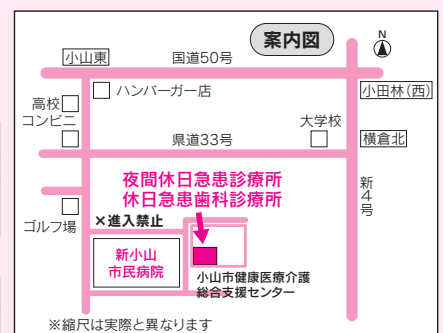 案内図
N
小山東
国道50号
ハンバーガー店
小田林(西)
高校
コンビニ
大学校
県道33号
横倉北
夜間休日急患診療所
休日急患歯科診療所
新4号
×進入禁止
ゴルフ場
新小山
市民病院
小山市健康医療介護
総合支援センター
※縮尺は実際と異なります